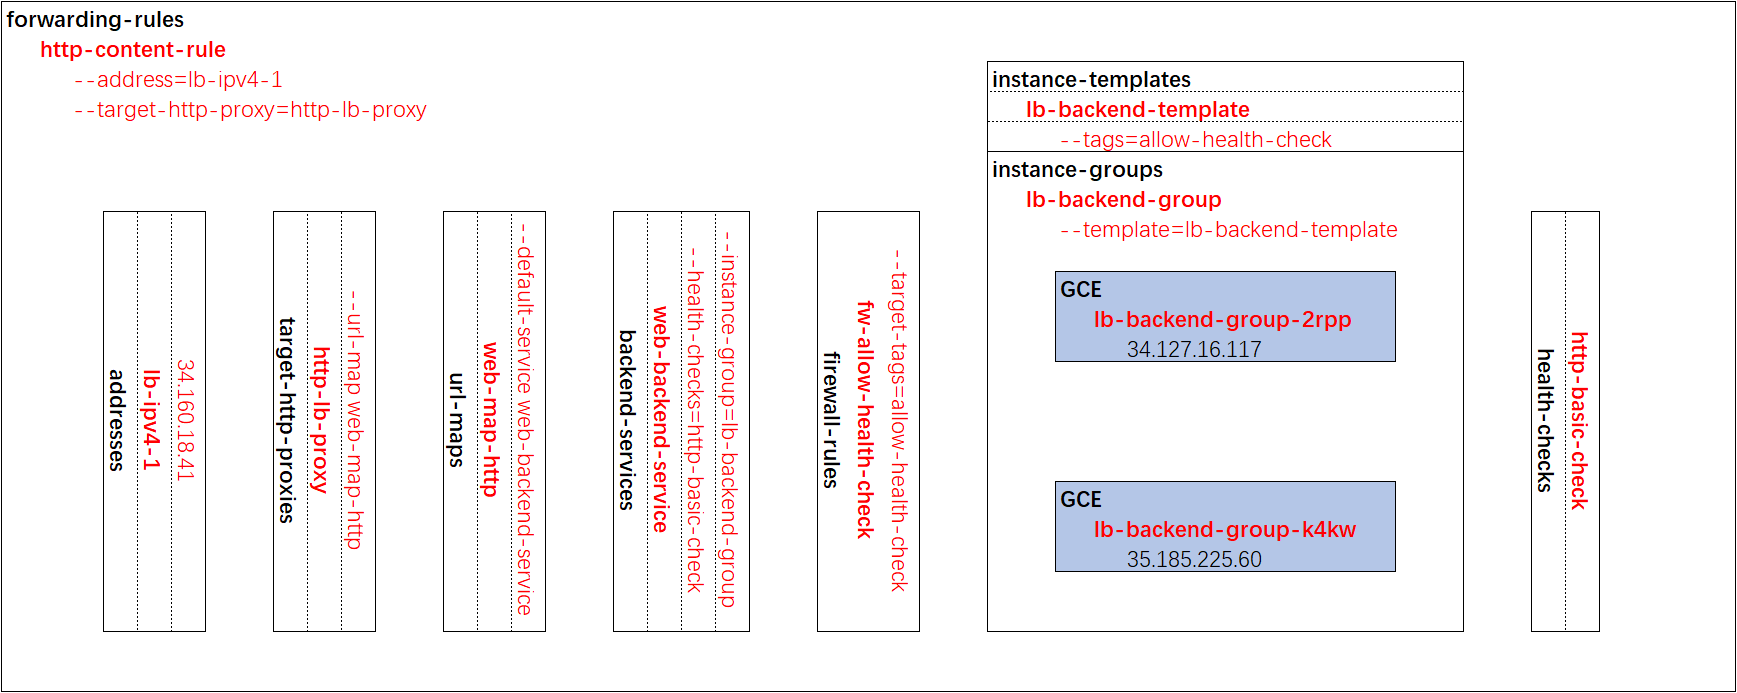 forwarding-rules
http-content-rule
--address=lb-ipv4-1
--target-http-proxy=http-lb-proxy
addresses
lb-ipv4-1
34.160.18.41
target-http-proxies
http-lb-proxy
--url-map web-map-http
url-maps
web-map-http
--default-service web-backend-service
backend-services
web-backend-service
--health-checks=http-basic-check
--instance-group=lb-backend-group
firewall-rules
fw-allow-health-check
--target-tags=allow-health-check
instance-templates
lb-backend-template
--tags=allow-health-check
instance-groups
lb-backend-group
--template=lb-backend-template
GCE
lb-backend-group-2rpp
34.127.16.117
GCE
lb-backend-group-k4kw
35.185.225.60
health-checks
http-basic-check